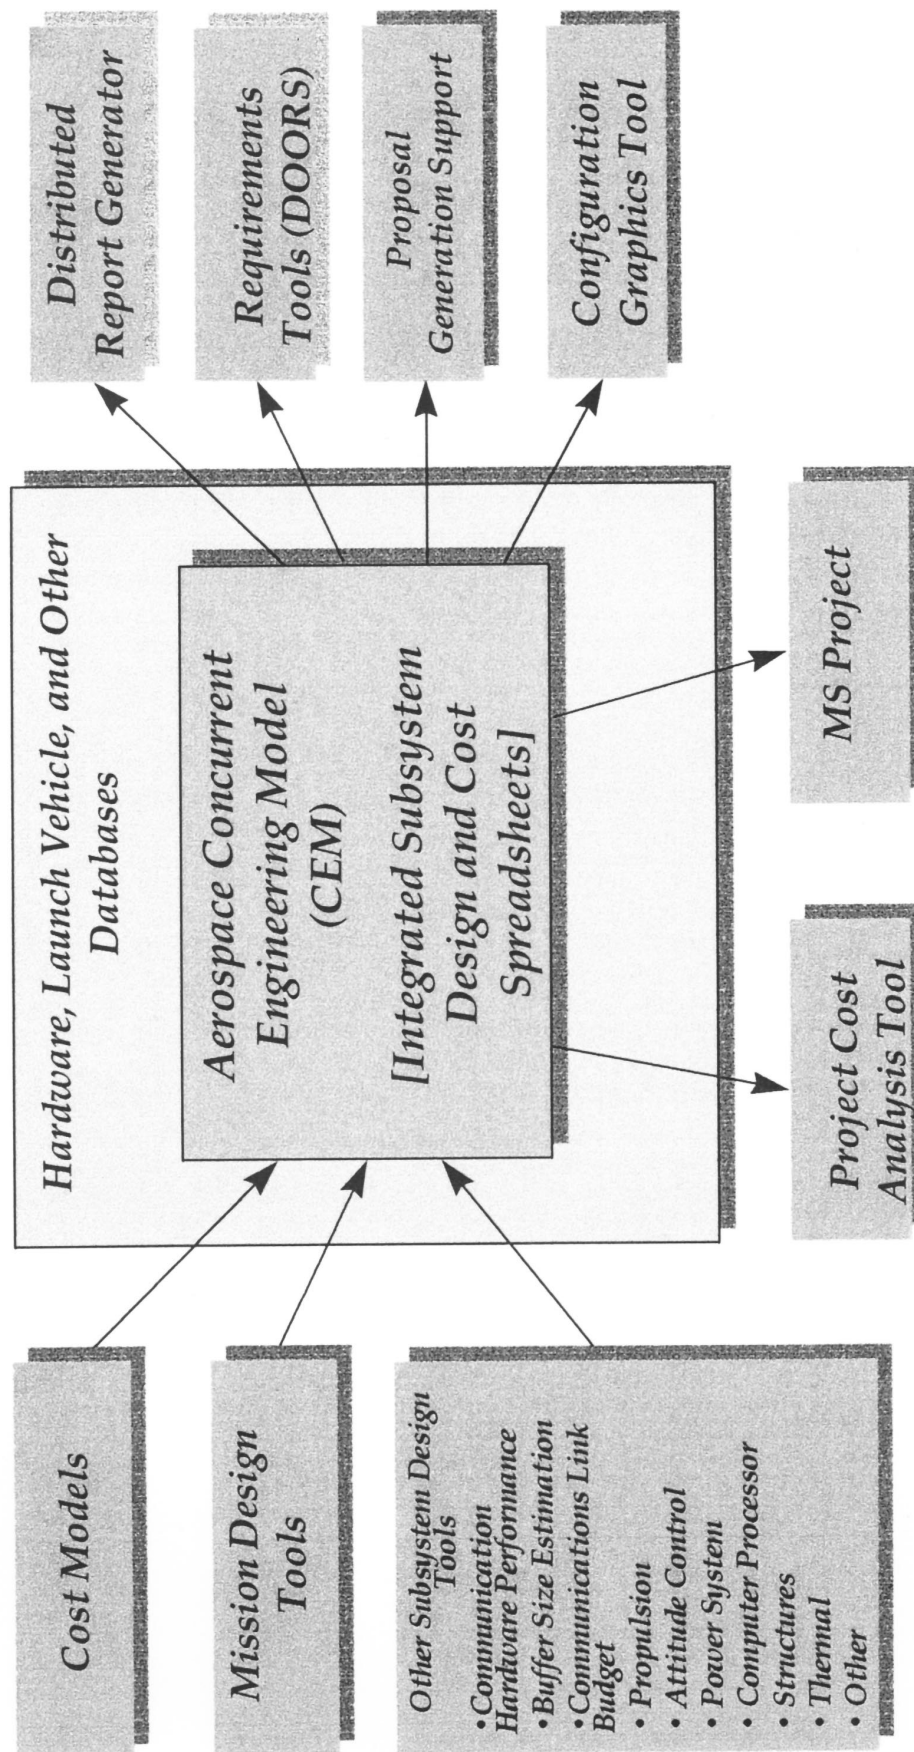 Cost Models
Mission Design
Tools
Other Subsystem Design
Tools
•Communication
Hardware Performance
•Buffer Size Estimation
•Communications Link
Budget
• Propulsion
• Attitude Control
• Power System
• Computer Processor
• Structures
• Thermal
• Other
Hardware, Launch Vehicle, and Other
Databases
Aerospace Concurrent
Engineering Model
(CEM)
[Integrated Subsystem
Design and Cost
Spreadsheets]
Project Cost
Analysis Tool
MS Project
Distributed
Report Generator
Requirements
Tools (DOORS)
Proposal
Generation Support
Configuration
Graphics Tool